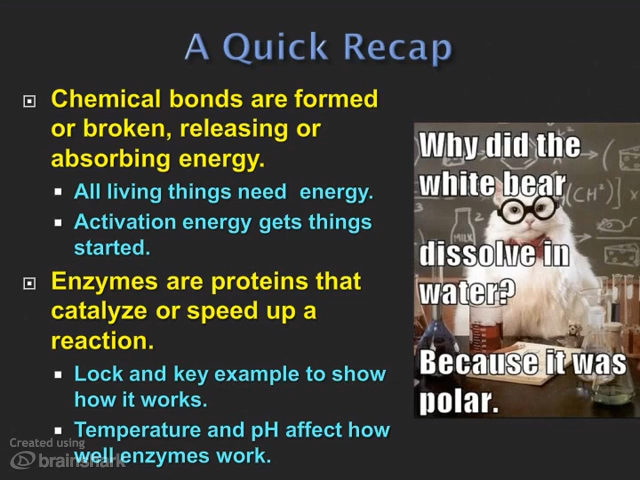 A Quick Recap
Chemical bonds are formed
or broken, releasing or
absorbing energy.
All living things need energy.
Activation energy gets things
started.
Enzymes are proteins that
catalyze or speed up a
reaction.
Lock and key example to show
how it works.
Temperature and pH affect how
well enzymes work.
Why did the
white bear
dissolve in
water?
Because it was
polar.
Created using
brainshark